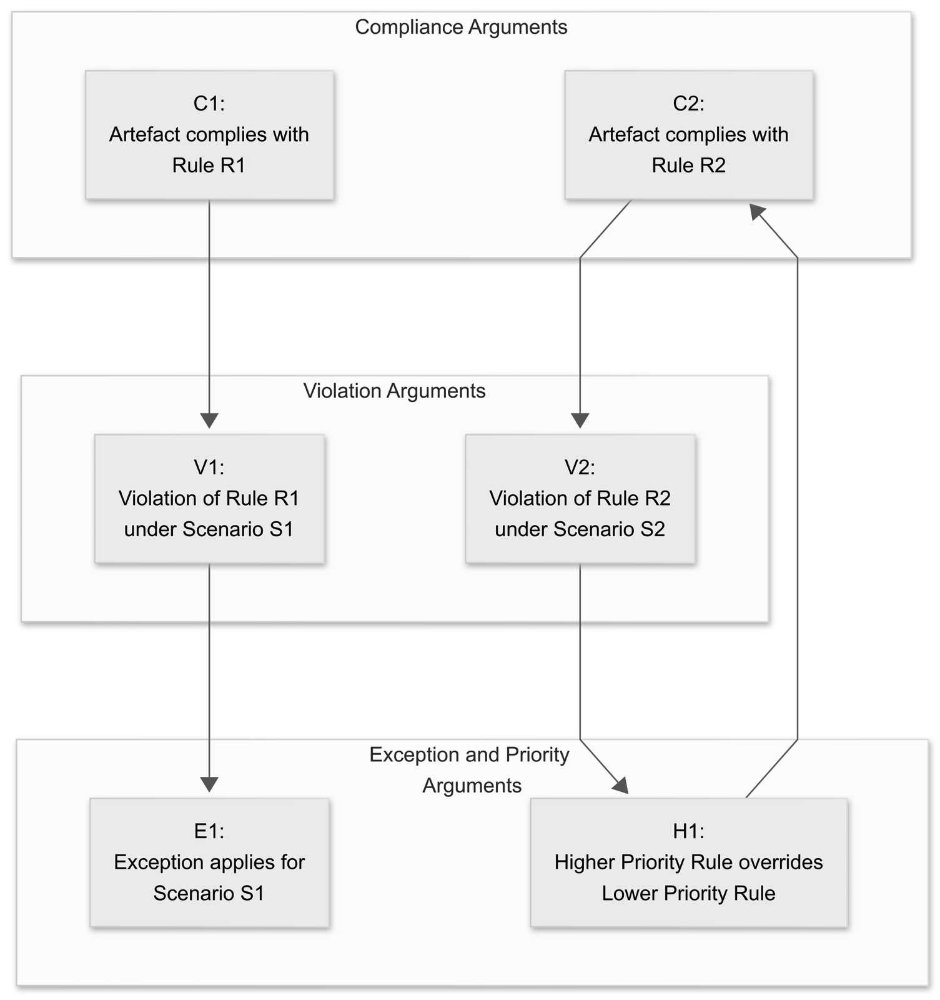 Compliance Arguments
C1:
Artefact complies with
Rule R1
C2:
Artefact complies with
Rule R2
Violation Arguments
V1:
Violation of Rule R1
under Scenario S1
V2:
Violation of Rule R2
under Scenario S2
Exception and Priority
Arguments
E1:
Exception applies for
Scenario S1
H1:
Higher Priority Rule overrides
Lower Priority Rule